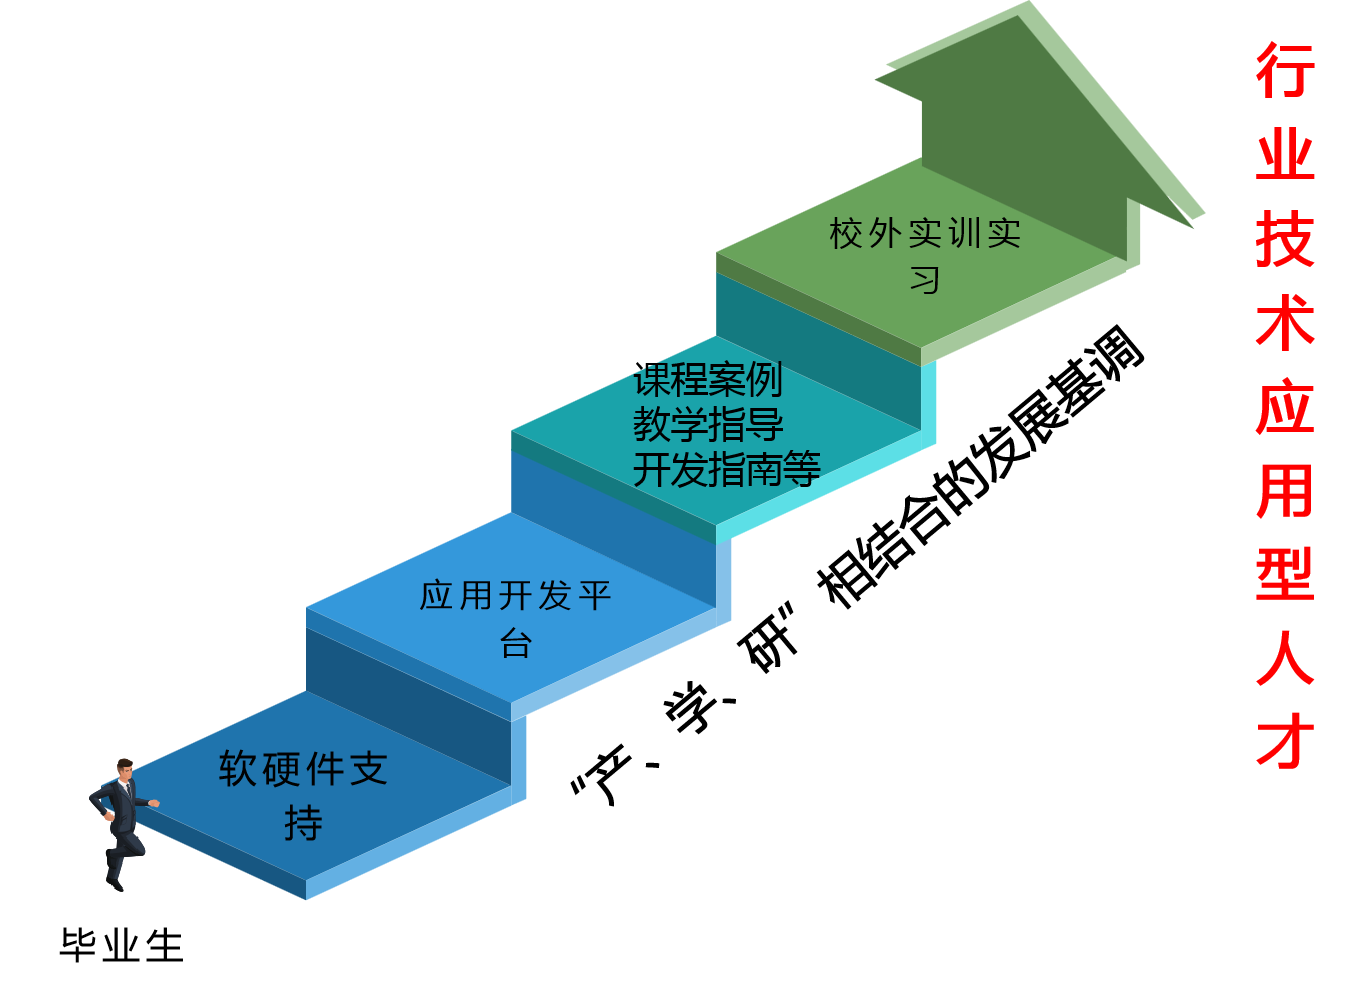 校外实训实
习
课程案例
教学指导
开发指南等
应用开发平
台
软硬件支
持
毕业生
“产、学、研”相结合的发展基调
行业技术应用型人才